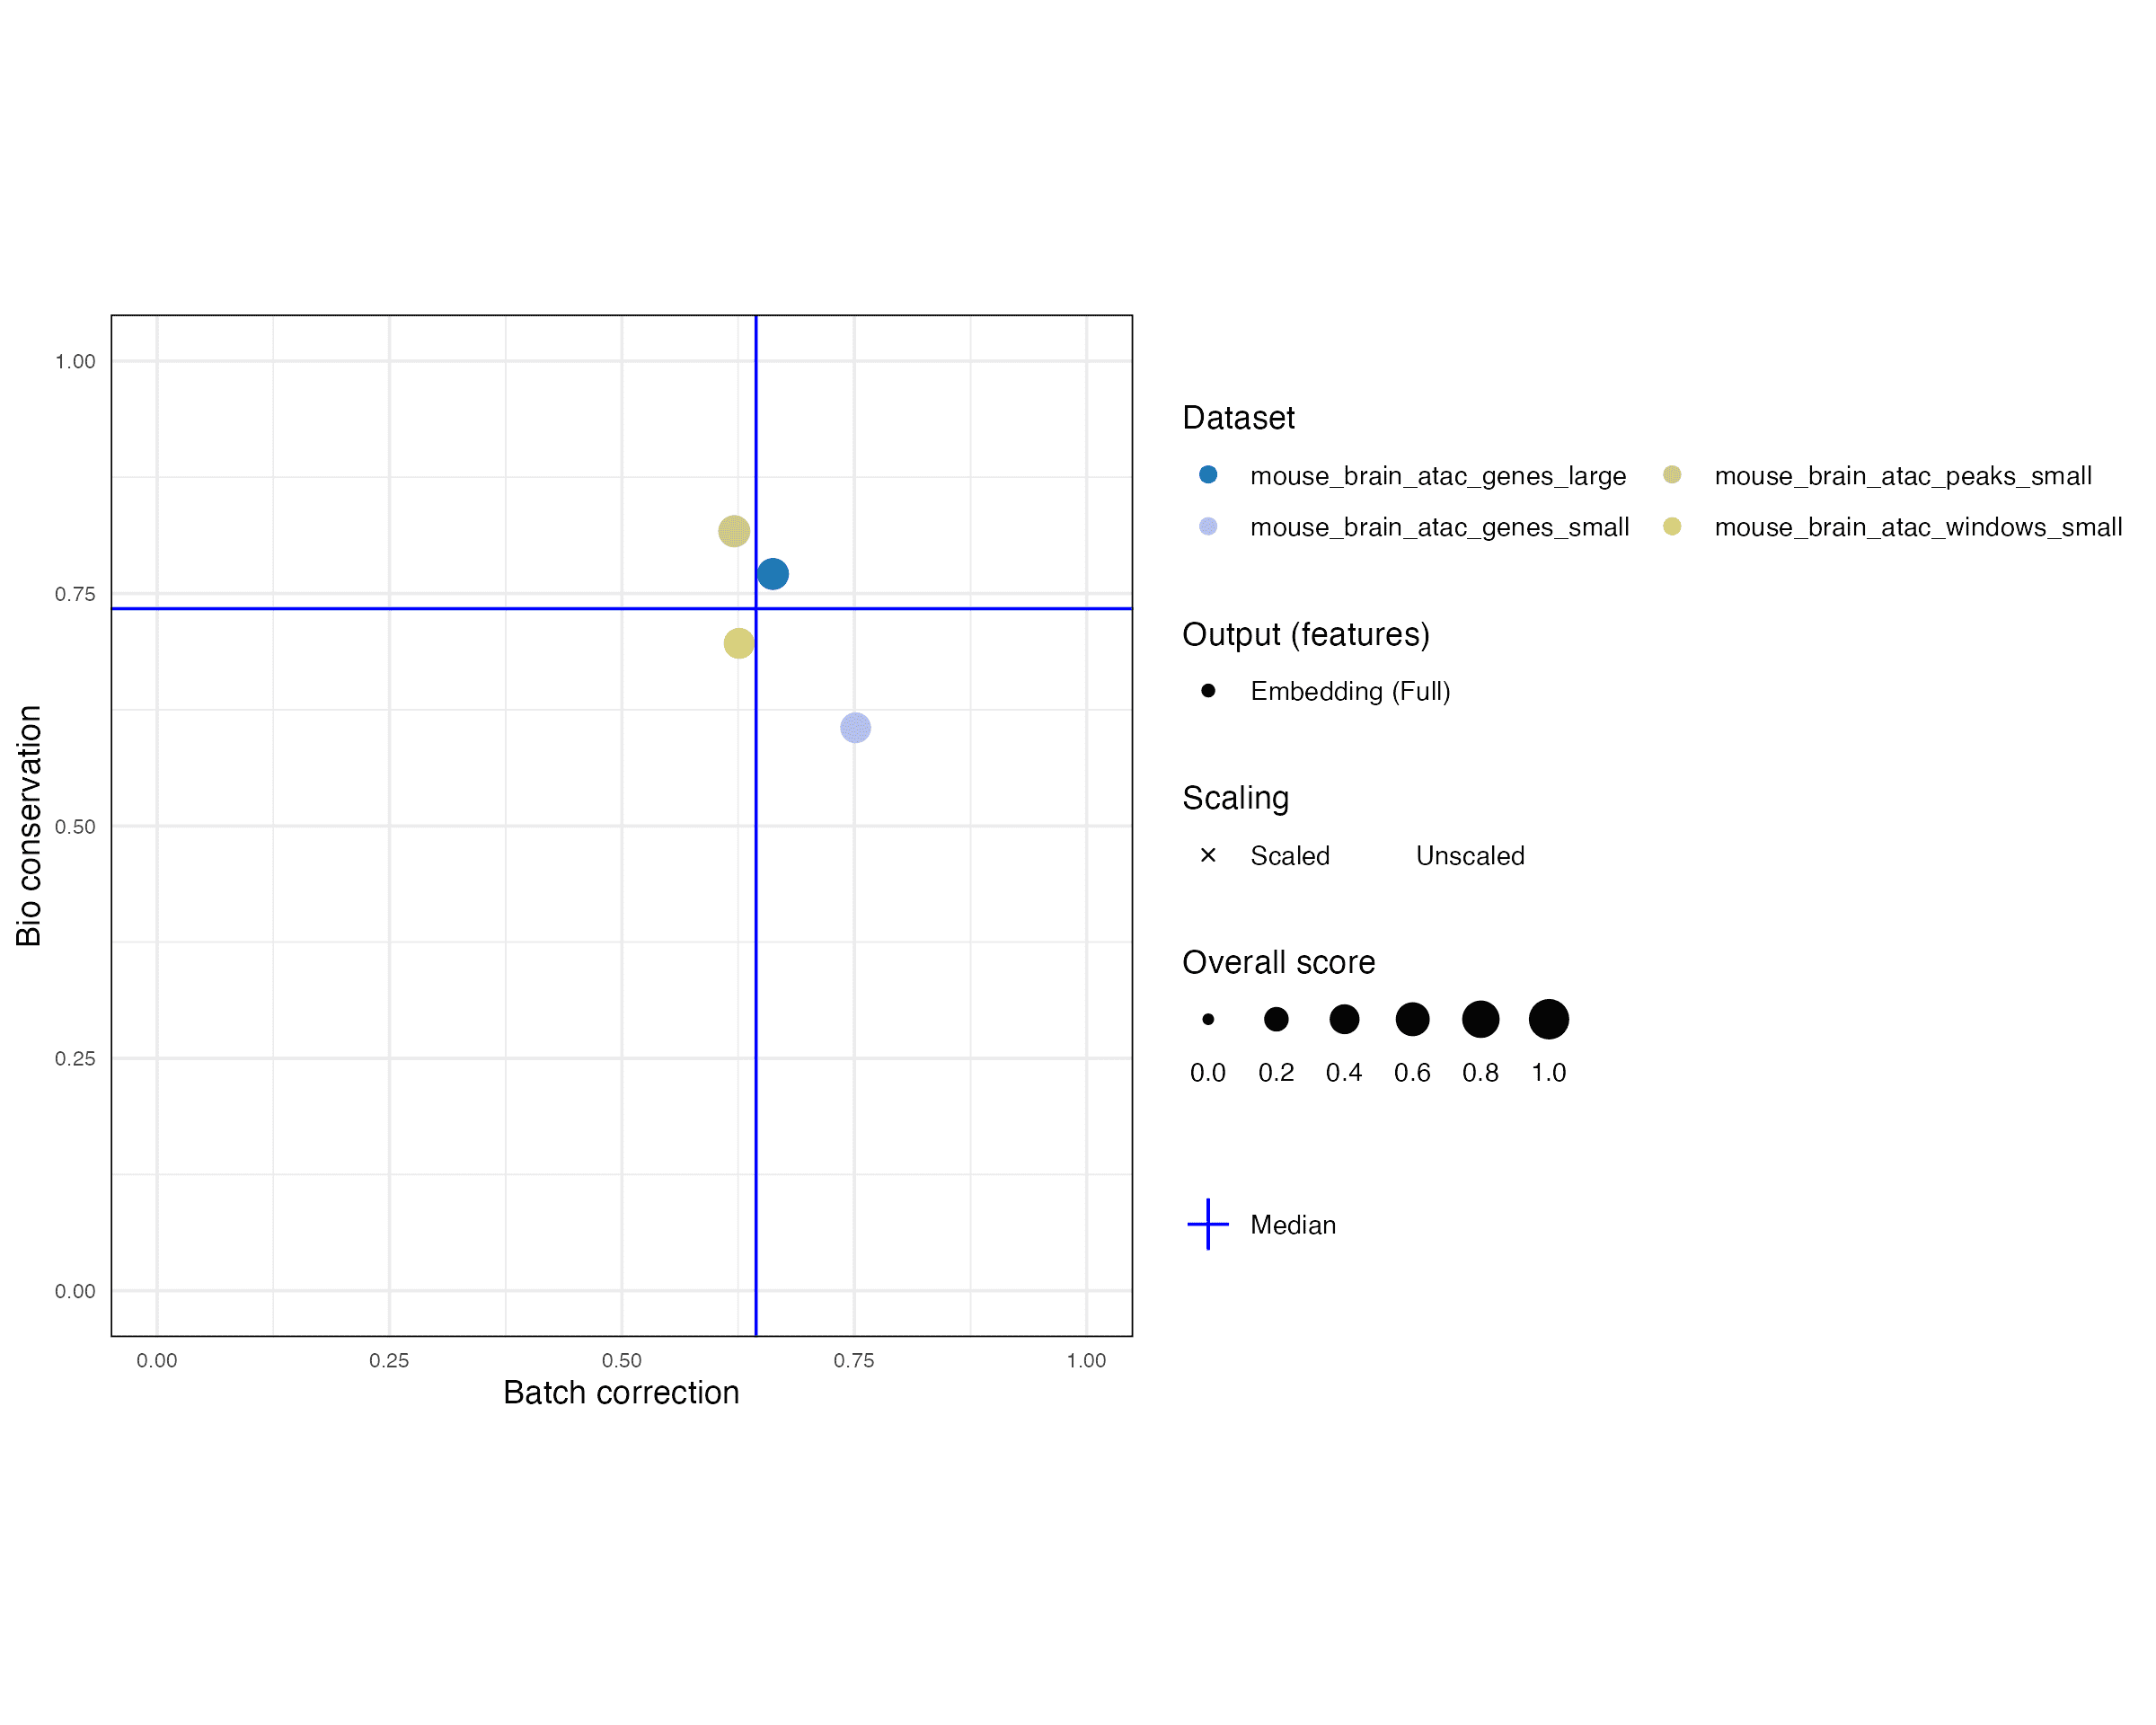 1.00
0.75
0.50
0.25
0.00
Bio conservation
0.00 0.25 0.50 0.75 1.00
Batch correction
Dataset
mouse_brain_atac_genes_large mouse_brain_atac_peaks_small
mouse_brain_atac_genes_small mouse_brain_atac_windows_small
Output (features)
Embedding (Full)
Scaling
Scaled Unscaled
Overall score
0.0 0.2 0.4 0.6 0.8 1.0
Median